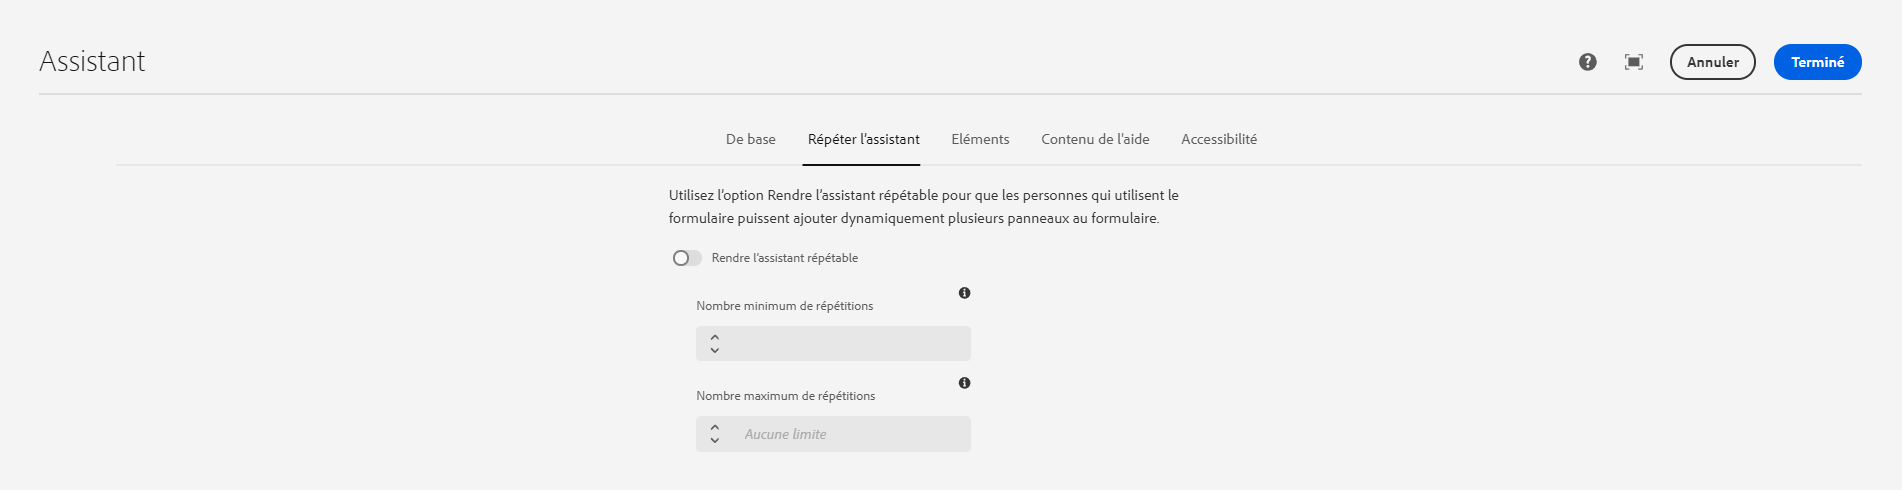 Assistant
Annuler
Terminé
De base
Répéter l’assistant
Eléments
Contenu de l'aide
Accessibilité
Utilisez l’option Rendre l’assistant répétable pour que les personnes qui utilisent le
formulaire puissent ajouter dynamiquement plusieurs panneaux au formulaire.
Rendre l’assistant répétable
Nombre minimum de répétitions
Nombre maximum de répétitions
Aucune limite